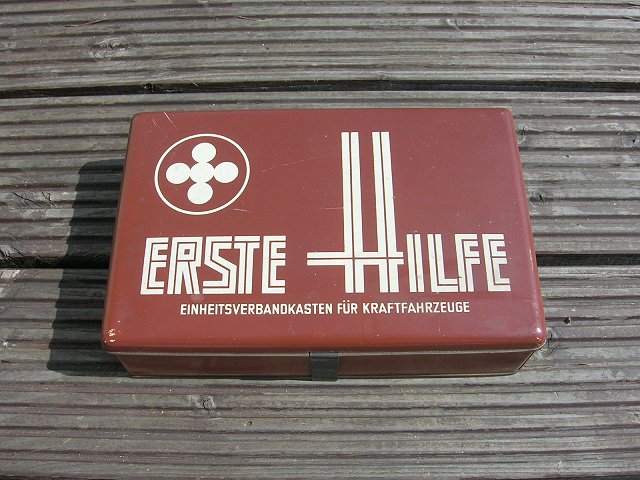 ERSTE HILFE
EINHEITSVERBANDKASTEN FÜR KRAFTFAHRZEUGE